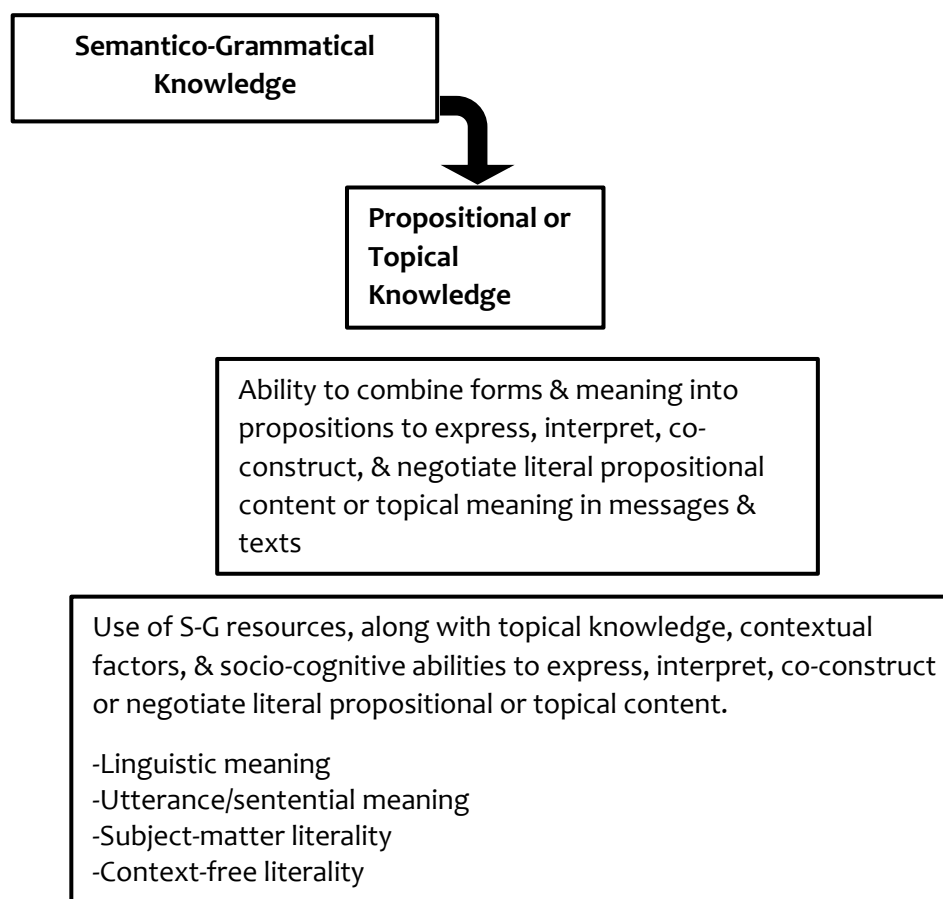 Semantico-Grammatical
Knowledge
Propositional or
Topical
Knowledge
Ability to combine forms & meaning into
propositions to express, interpret, co-
construct, & negotiate literal propositional
content or topical meaning in messages &
texts
Use of S-G resources, along with topical knowledge, contextual
factors, & socio-cognitive abilities to express, interpret, co-construct
or negotiate literal propositional or topical content.
-Linguistic meaning
-Utterance/sentential meaning
-Subject-matter literality
-Context-free literality